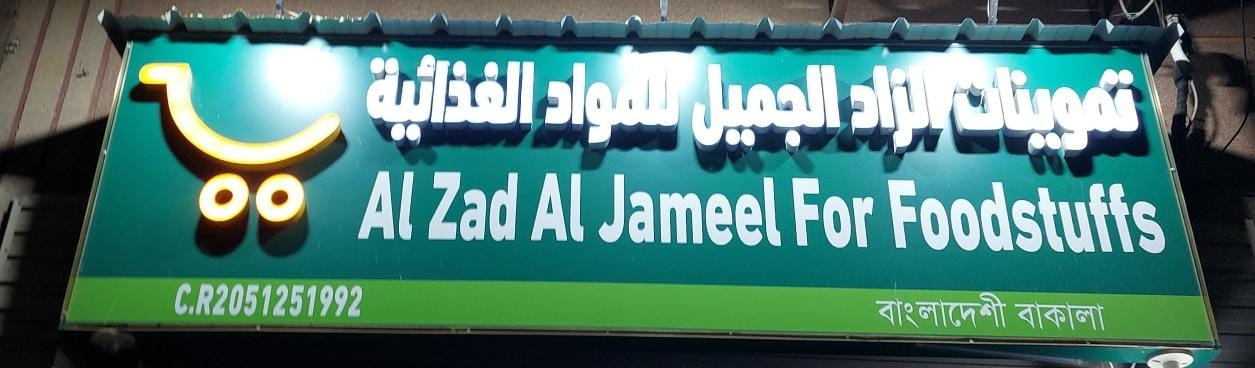 تموينات الزاد الجميل للمواد الغذائية
Al Zad Al Jameel For Foodstuffs
C.R2051251992
বাংলাদেশী বাকালা